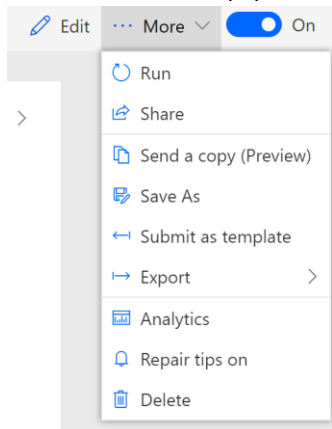 Edit ··· More On
Run
Share
Send a copy (Preview)
Save As
Submit as template
Export
Analytics
Repair tips on
Delete